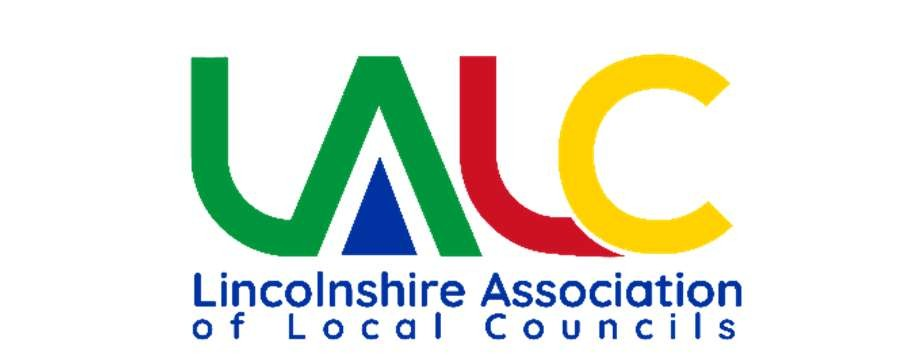 LALC
Lincolnshire Association
of Local Councils